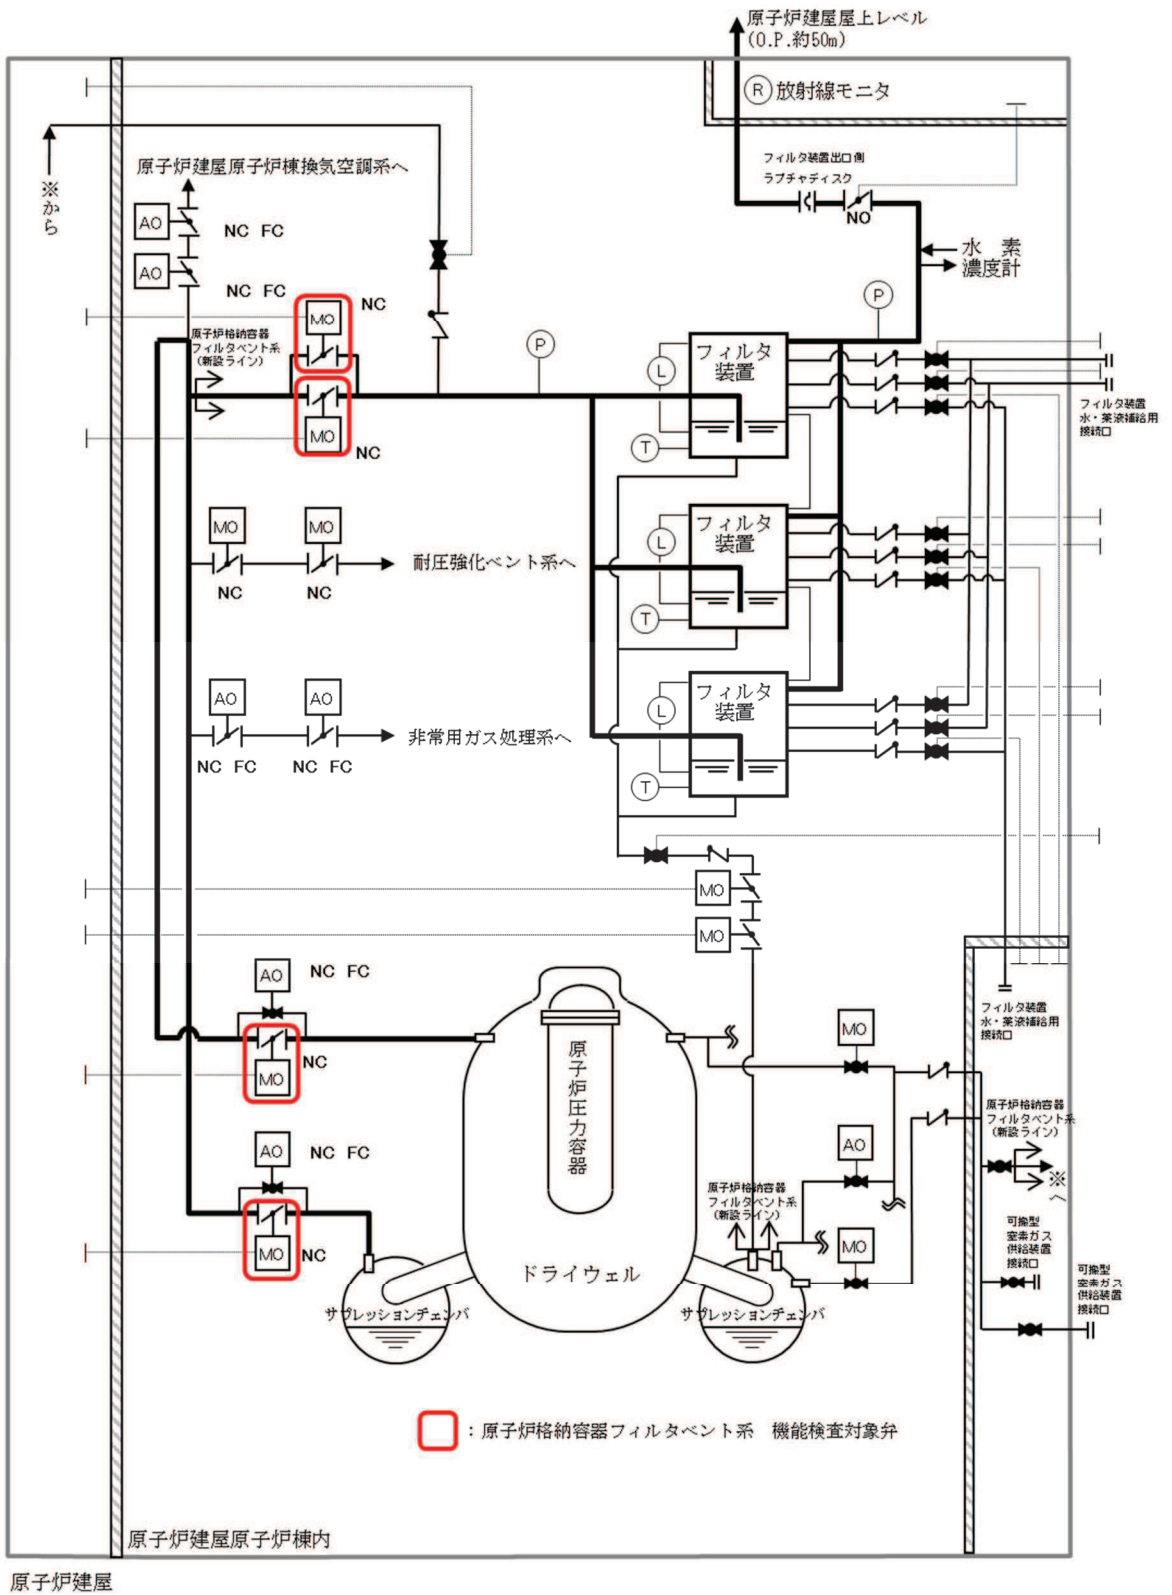 原子炉建屋屋上レベル
(O.P.約50m)
R 放射線モニタ
フィルタ装置出口側
ラプチャディスク
NO
原子炉建屋原子炉棟換気空調系へ
※から
AO
NC FC
AO
NC FC
水 素
濃度計
P
P
MO
NC
原子炉格納容器
フィルタベント系
(新設ライン)
MO
NC
フィルタ
装置
L
T
フィルタ装置
水・薬液補給用
接続口
MO
MO
NC
NC
耐圧強化ベント系へ
フィルタ
装置
L
T
AO
AO
NC FC
NC FC
非常用ガス処理系へ
フィルタ
装置
L
T
MO
MO
AO
NC FC
MO
NC
原子炉圧力容器
MO
フィルタ装置
水・薬液補給用
接続口
AO
NC FC
MO
NC
AO
原子炉格納容器
フィルタベント系
(新設ライン)
原子炉格納容器
フィルタベント系
(新設ライン)
※へ
MO
可搬型
窒素ガス
供給装置
接続口
可搬型
窒素ガス
供給装置
接続口
ドライウェル
サプレッションチェンバ
サプレッションチェンバ
：原子炉格納容器フィルタベント系 機能検査対象弁
原子炉建屋原子炉棟内
原子炉建屋